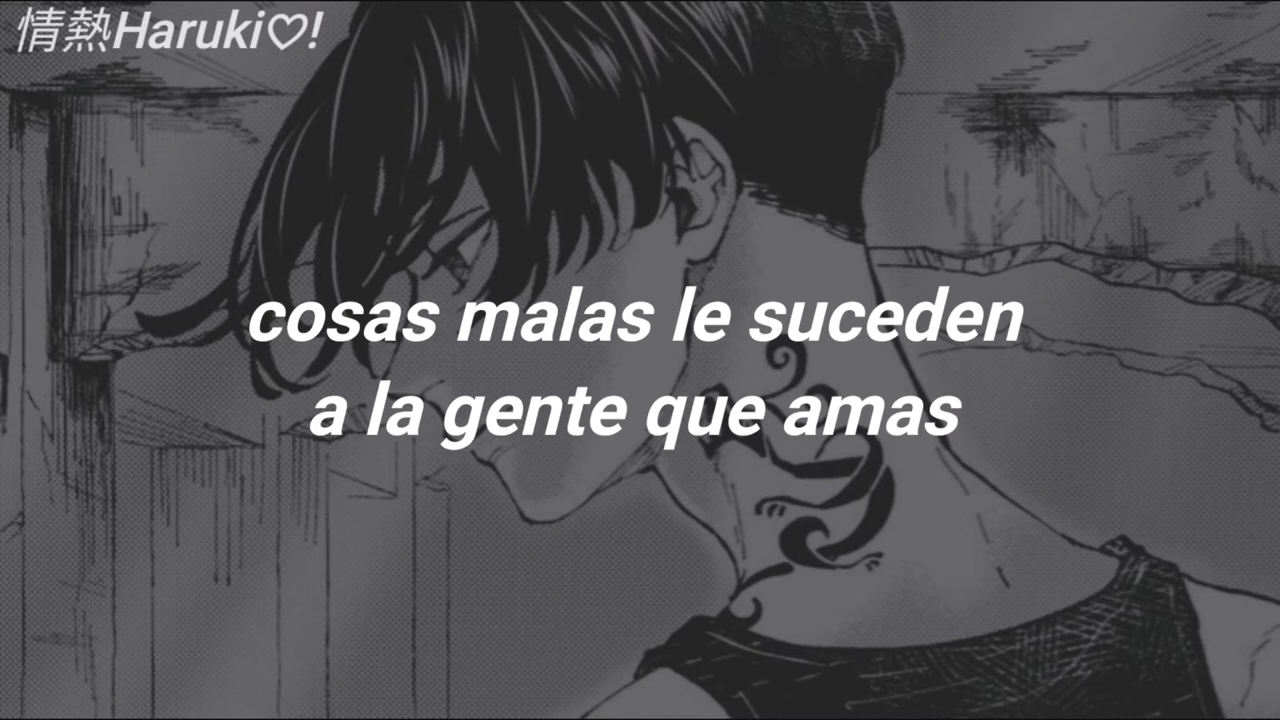 情熱Haruki♡!
cosas malas le suceden
a la gente que amas